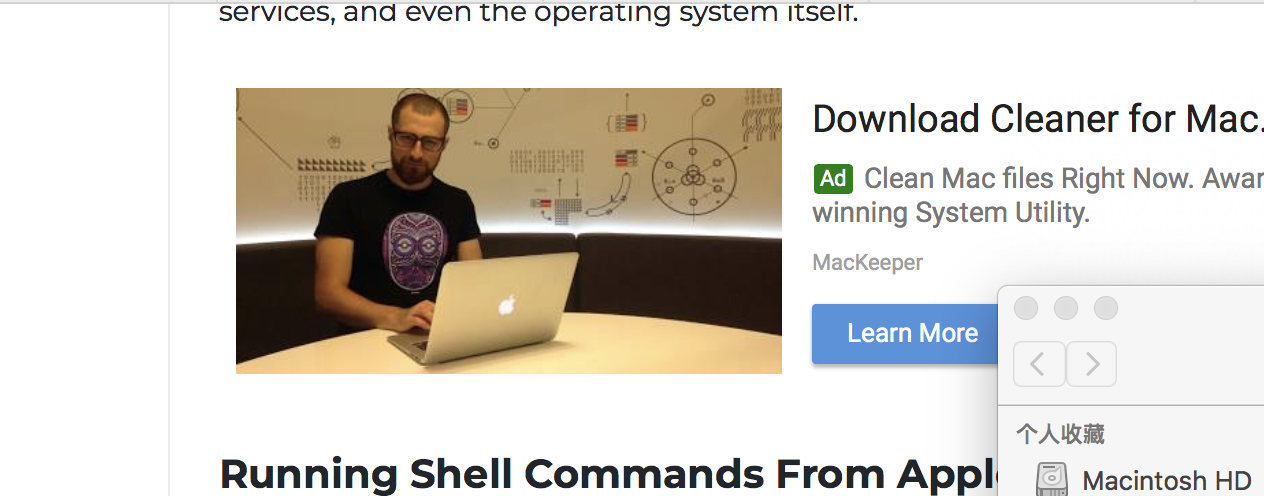 services, and even the operating system itself.
Download Cleaner for Mac.
Ad Clean Mac files Right Now. Awar
winning System Utility.
MacKeeper
Learn More
个人收藏
Macintosh HD
Running Shell Commands From Apple